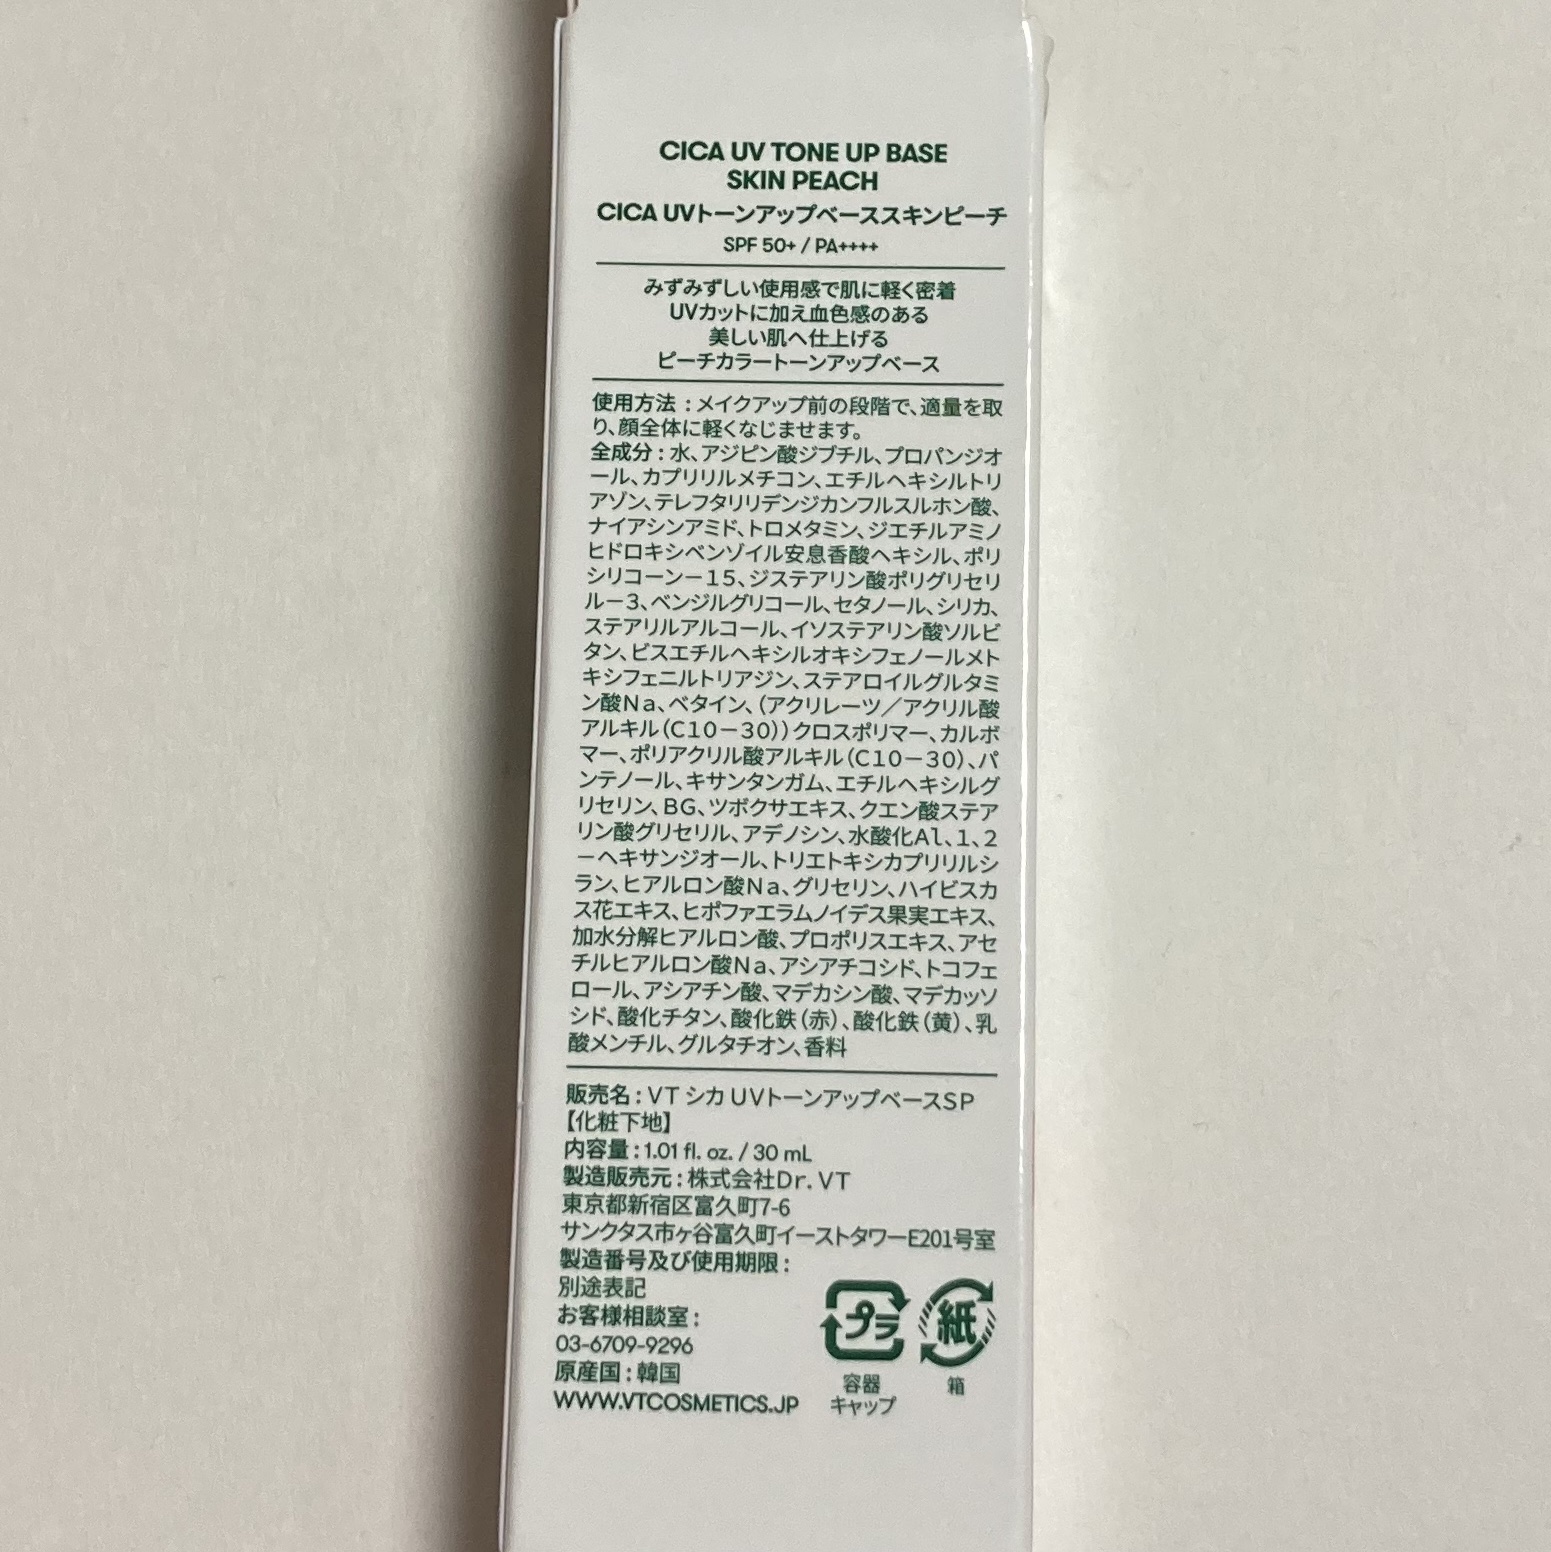 CICA UV TONE UP BASE
SKIN PEACH
CICA UVトーンアップベーススキンピーチ
SPF 50+ / PA++++
みずみずしい使用感で肌に軽く密着
UVカットに加え血色感のある
美しい肌へ仕上げる
ピーチカラートーンアップベース
使用方法：メイクアップ前の段階で、適量を取
り、顔全体に軽くなじませます。
全成分：水、アジピン酸ジブチル、プロパンジオ
ール、カプリリルメチコン、エチルヘキシルトリ
アゾン、テレフタリリデンジカンフルスルホン酸、
ナイアシンアミド、トロメタミン、ジエチルアミノ
ヒドロキシベンゾイル安息香酸ヘキシル、ポリ
シリコーン－15、ジステアリン酸ポリグリセリ
ル－3、ベンジルグリコール、セタノール、シリカ、
ステアリルアルコール、イソステアリン酸ソルビ
タン、ビスエチルヘキシルオキシフェノールメト
キシフェニルトリアジン、ステアロイルグルタミ
ン酸Na、ベタイン、（アクリレーツ／アクリル酸
アルキル（C10－30））クロスポリマー、カルボ
マー、ポリアクリル酸アルキル（C10－30）、パ
ンテノール、キサンタンガム、エチルヘキシルグ
リセリン、BG、ツボクサエキス、クエン酸ステア
リン酸グリセリル、アデノシン、水酸化Al、1、2
－ヘキサンジオール、トリエトキシカプリリルシ
ラン、ヒアルロン酸Na、グリセリン、ハイビスカ
ス花エキス、ヒポファエラムノイデス果実エキス、
加水分解ヒアルロン酸、プロポリスエキス、アセ
チルヒアルロン酸Na、アシアチコシド、トコフェ
ロール、アシアチン酸、マデカシン酸、マデカッソ
シド、酸化チタン、酸化鉄（赤）、酸化鉄（黄）、乳
酸メンチル、グルタチオン、香料
販売名：VT シカ UVトーンアップベースSP
【化粧下地】
内容量：1.01 fl. oz. / 30 mL
製造販売元：株式会社Dr. VT
東京都新宿区富久町7-6
サンクタス市ヶ谷富久町イーストタワーE201号室
製造番号及び使用期限：
別途表記
お客様相談室：
03-6709-9296
原産国：韓国
WWW.VTCOSMETICS.JP
プラ
容器
キャップ
紙
箱